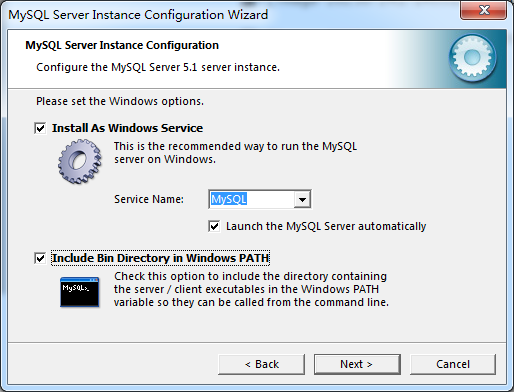 MySQL Server Instance Configuration Wizard
MySQL Server Instance Configuration
Configure the MySQL Server 5.1 server instance.
Please set the Windows options.
Install As Windows Service
This is the recommended way to run the MySQL
server on Windows.
Service Name:
MySQL
Launch the MySQL Server automatically
Include Bin Directory in Windows PATH
MySQL>_
Check this option to include the directory containing
the server / client executables in the Windows PATH
variable so they can be called from the command line.
< Back
Next >
Cancel